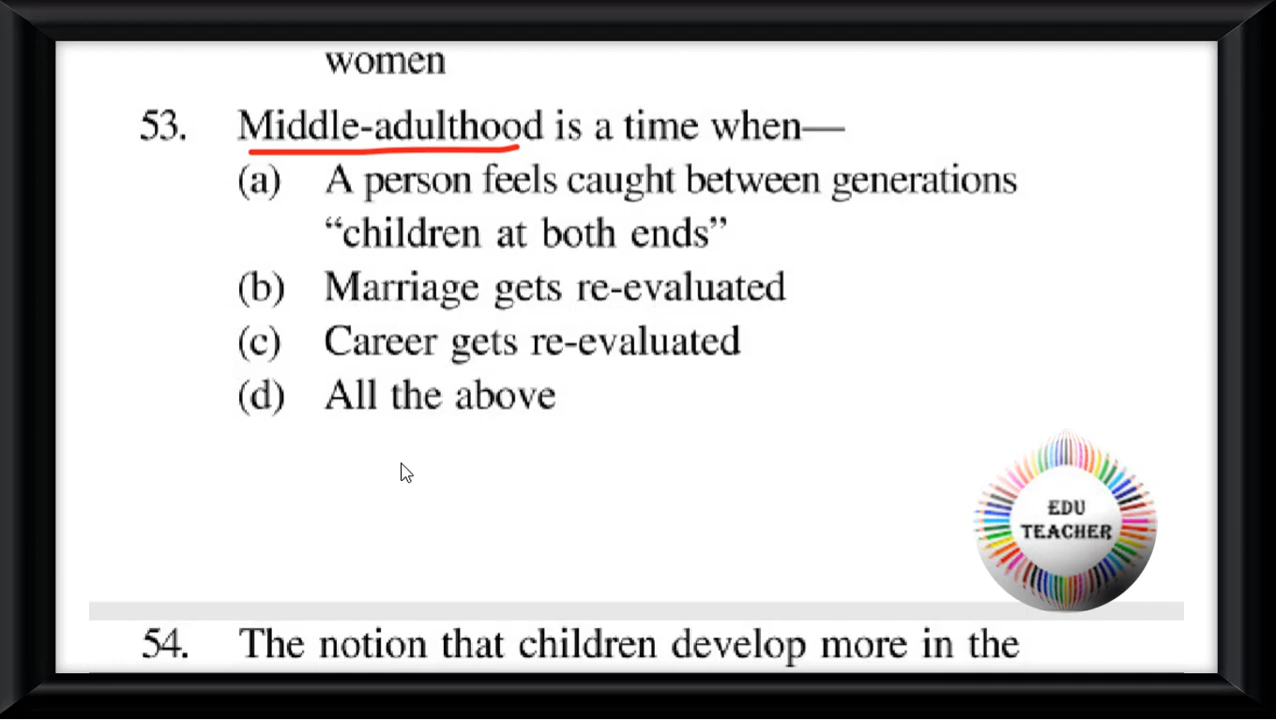 women
53. Middle-adulthood is a time when—
(a) A person feels caught between generations
“children at both ends”
(b) Marriage gets re-evaluated
(c) Career gets re-evaluated
(d) All the above
EDU
TEACHER
54. The notion that children develop more in the